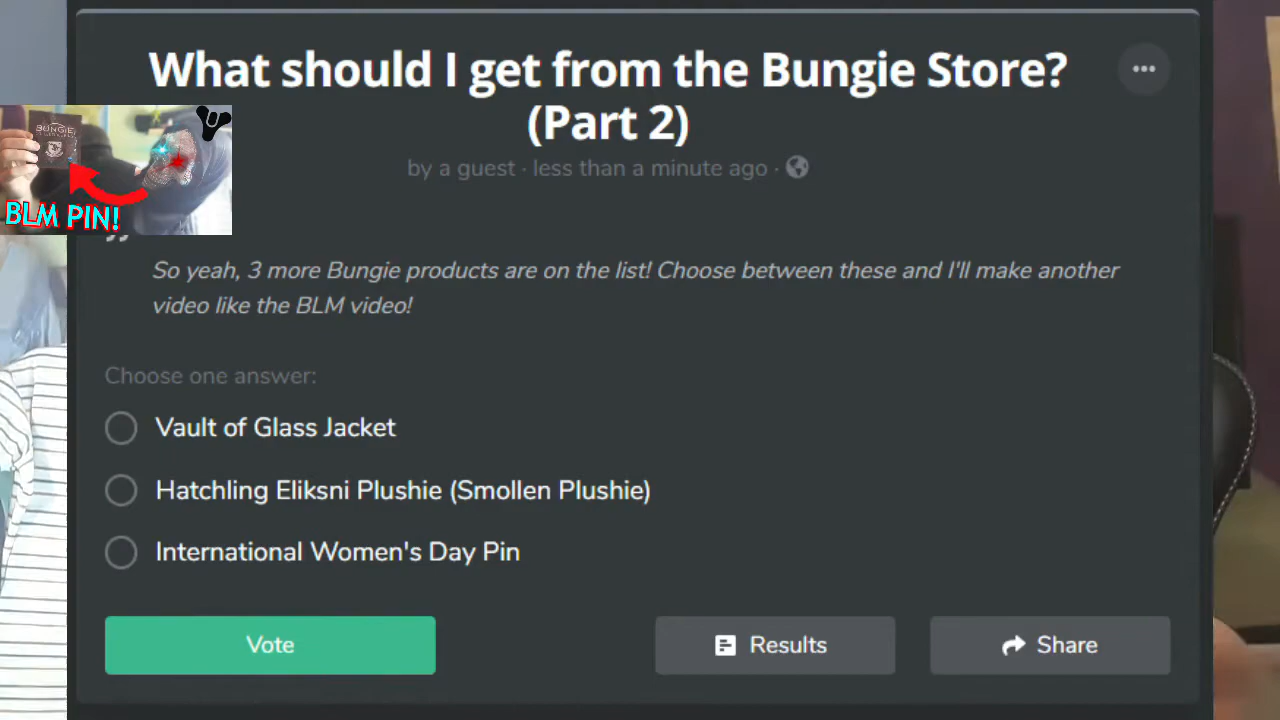 What should I get from the Bungie Store?
(Part 2)
by a guest · less than a minute ago ·
BUNGIE
BLM PIN!
So yeah, 3 more Bungie products are on the list! Choose between these and I'll make another
video like the BLM video!
Choose one answer:
Vault of Glass Jacket
Hatchling Eliksni Plushie (Smollen Plushie)
International Women's Day Pin
Vote
Results
Share